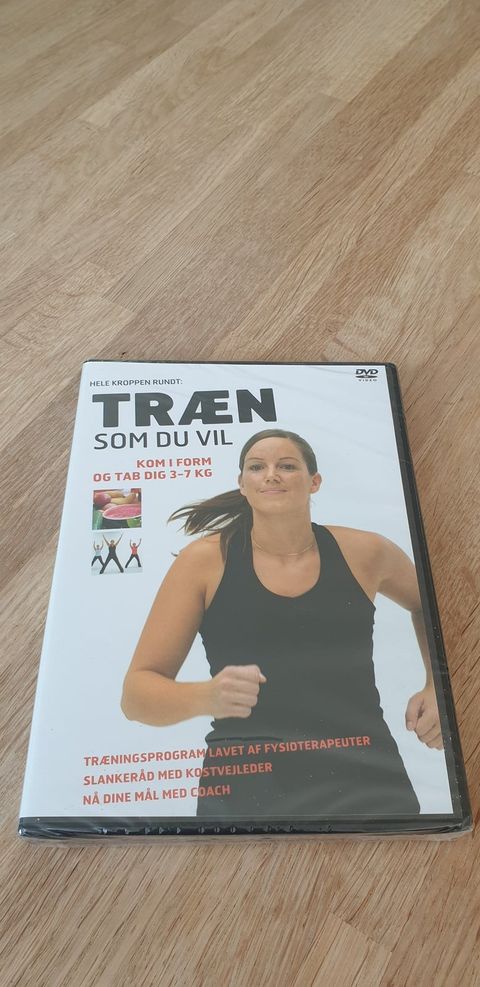 HELE KROPPEN RUNDT:
DVD
VIDEO
TRÆN
SOM DU VIL
KOM I FORM
OG TAB DIG 3-7 KG
TRÆNINGSPROGRAM LAVET AF FYSIOTERAPEUTER
SLANKERÅD MED KOSTVEJLEDER
NÅ DINE MÅL MED COACH